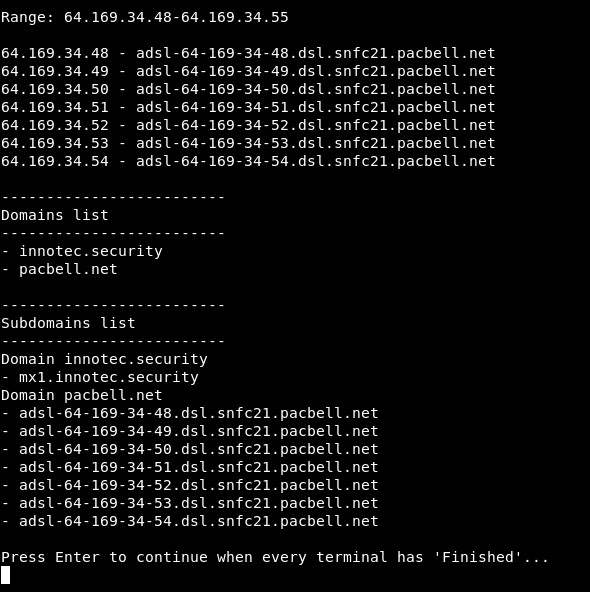 Range: 64.169.34.48-64.169.34.55
64.169.34.48 - adsl-64-169-34-48.dsl.snfc21.pacbell.net
64.169.34.49 - adsl-64-169-34-49.dsl.snfc21.pacbell.net
64.169.34.50 - adsl-64-169-34-50.dsl.snfc21.pacbell.net
64.169.34.51 - adsl-64-169-34-51.dsl.snfc21.pacbell.net
64.169.34.52 - adsl-64-169-34-52.dsl.snfc21.pacbell.net
64.169.34.53 - adsl-64-169-34-53.dsl.snfc21.pacbell.net
64.169.34.54 - adsl-64-169-34-54.dsl.snfc21.pacbell.net
-------------------------
Domains list
-------------------------
- innotec.security
- pacbell.net
-------------------------
Subdomains list
-------------------------
Domain innotec.security
- mx1.innotec.security
Domain pacbell.net
- adsl-64-169-34-48.dsl.snfc21.pacbell.net
- adsl-64-169-34-49.dsl.snfc21.pacbell.net
- adsl-64-169-34-50.dsl.snfc21.pacbell.net
- adsl-64-169-34-51.dsl.snfc21.pacbell.net
- adsl-64-169-34-52.dsl.snfc21.pacbell.net
- adsl-64-169-34-53.dsl.snfc21.pacbell.net
- adsl-64-169-34-54.dsl.snfc21.pacbell.net
Press Enter to continue when every terminal has 'Finished'...